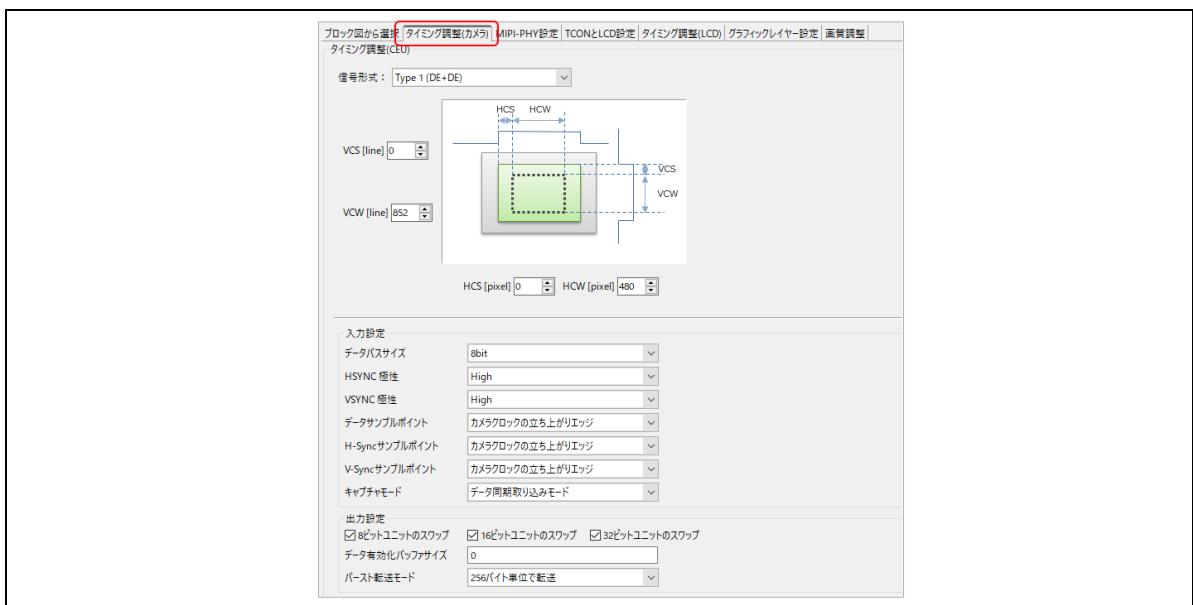 ブロック図から選択 タイミング調整(カメラ) MIPI-PHY設定 TCONとLCD設定 タイミング調整(LCD) グラフィックレイヤー設定 画質調整
タイミング調整(CEU)
信号形式： Type 1 (DE+DE)
HCS HCW
VCS [line] 0
VCS
VCW
VCW [line] 852
HCS [pixel] 0 HCW [pixel] 480
入力設定
データバスサイズ 8bit
HSYNC 極性 High
VSYNC 極性 High
データサンプルポイント カメラクロックの立ち上がりエッジ
H-Syncサンプルポイント カメラクロックの立ち上がりエッジ
V-Syncサンプルポイント カメラクロックの立ち上がりエッジ
キャプチャモード データ同期取り込みモード
出力設定
8ビットユニットのスワップ 16ビットユニットのスワップ 32ビットユニットのスワップ
データ有効化バッファサイズ 0
バースト転送モード 256バイト単位で転送